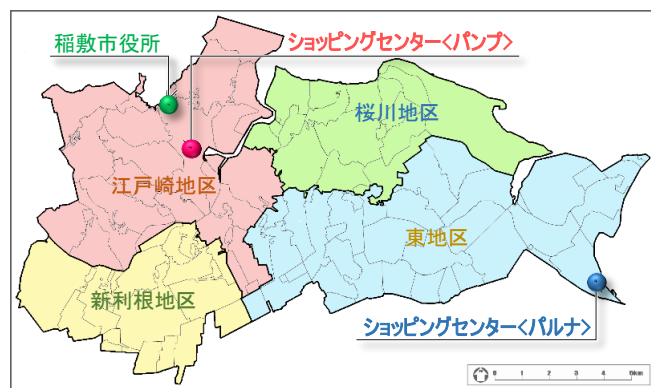 稲敷市役所
ショッピングセンター<パンプ>
桜川地区
江戸崎地区
東地区
新利根地区
ショッピングセンター<パルナ>
0 1 2 3 4 5km